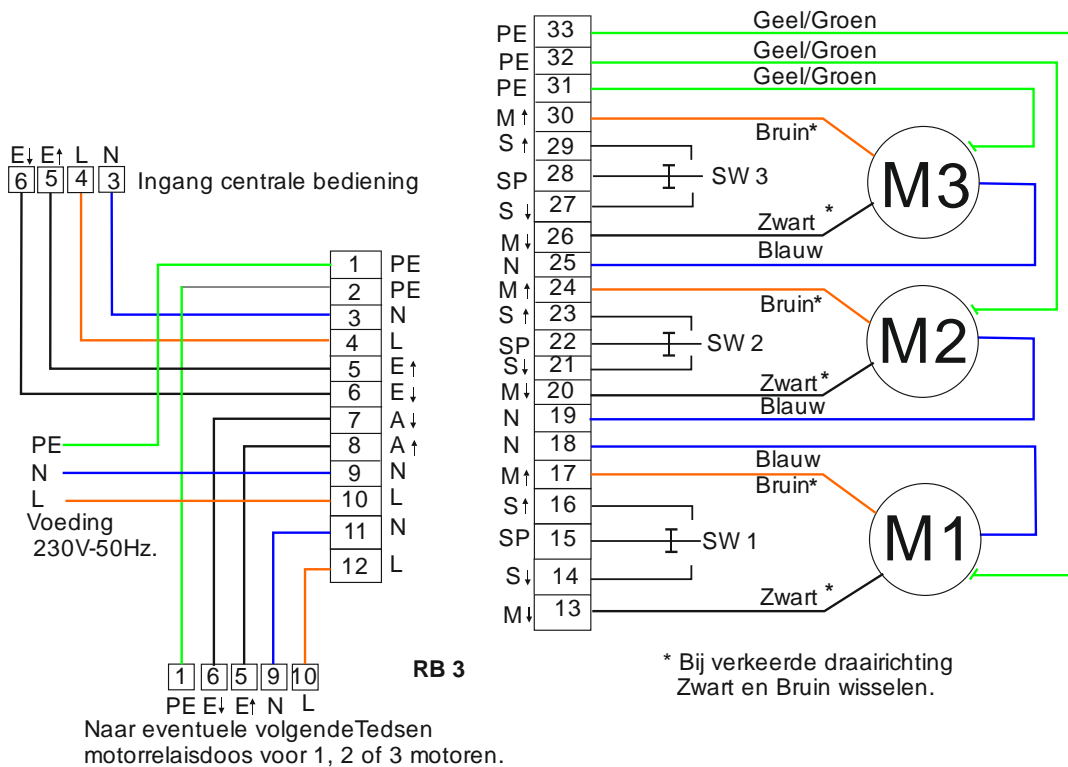 E↓ E↑ L N
6 5 4 3 Ingang centrale bediening
1 PE
2 PE
3 N
4 L
5 E↑
6 E↓
7 A↓
8 A↑
9 N
10 L
11 N
12 L
PE
N
L
Voeding
230V-50Hz.
1 6 5 9 10
PE E↓ E↑ N L
RB 3
Naar eventuele volgendeTedsen
motorrelaisdoos voor 1, 2 of 3 motoren.
PE 33 Geel/Groen
PE 32 Geel/Groen
PE 31 Geel/Groen
M↑ 30 Bruin*
S↑ 29
SP 28 SW 3
S↓ 27
M↓ 26 Zwart *
N 25 Blauw
M3
M↑ 24 Bruin*
S↑ 23
SP 22 SW 2
S↓ 21
M↓ 20 Zwart *
N 19 Blauw
M2
N 18 Blauw
M↑ 17 Bruin*
S↑ 16
SP 15 SW 1
S↓ 14
M↓ 13 Zwart *
M1
* Bij verkeerde draairichting
Zwart en Bruin wisselen.